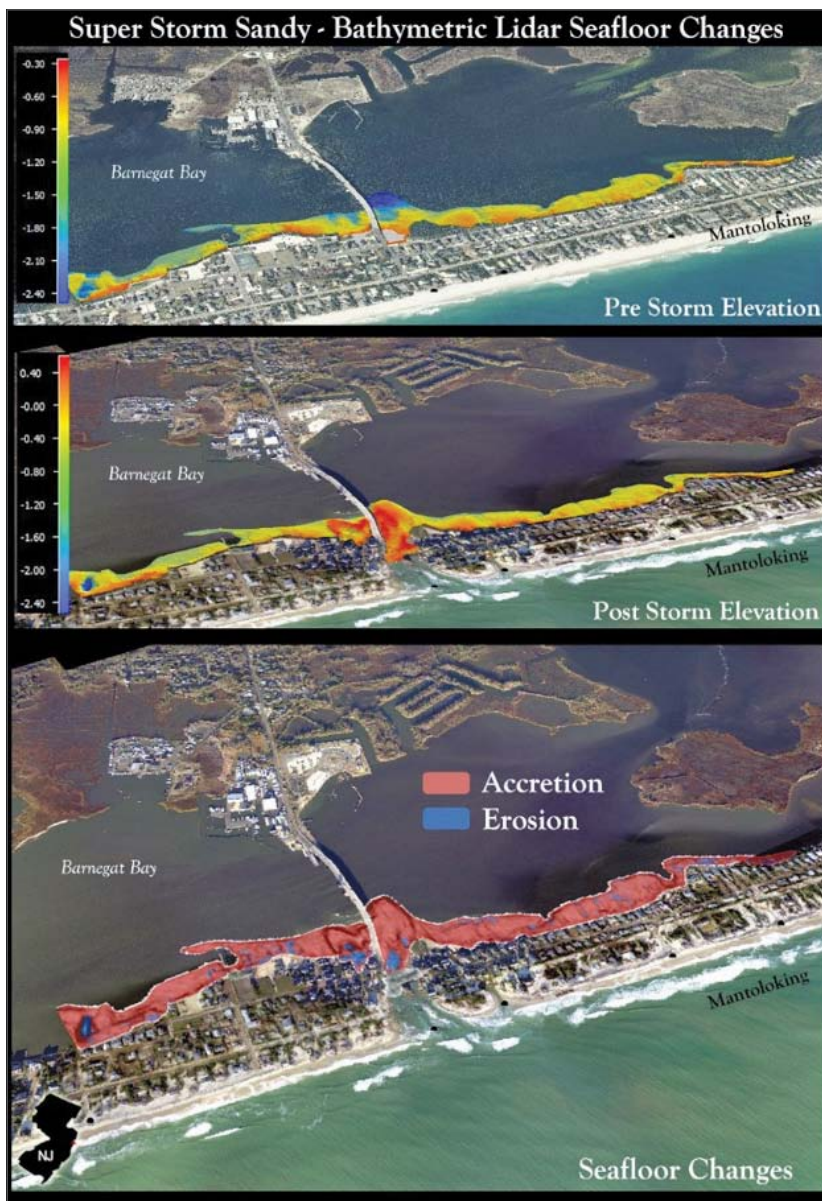 Super Storm Sandy - Bathymetric Lidar Seafloor Changes
-0.30
-0.60
-0.90
-1.20
-1.50
-1.80
-2.10
-2.40
Barnegat Bay
Mantoloking
Pre Storm Elevation
0.40
-0.00
-0.40
-0.80
-1.20
-1.60
-2.00
-2.40
Barnegat Bay
Mantoloking
Post Storm Elevation
Accretion
Erosion
Barnegat Bay
Mantoloking
NJ
Seafloor Changes